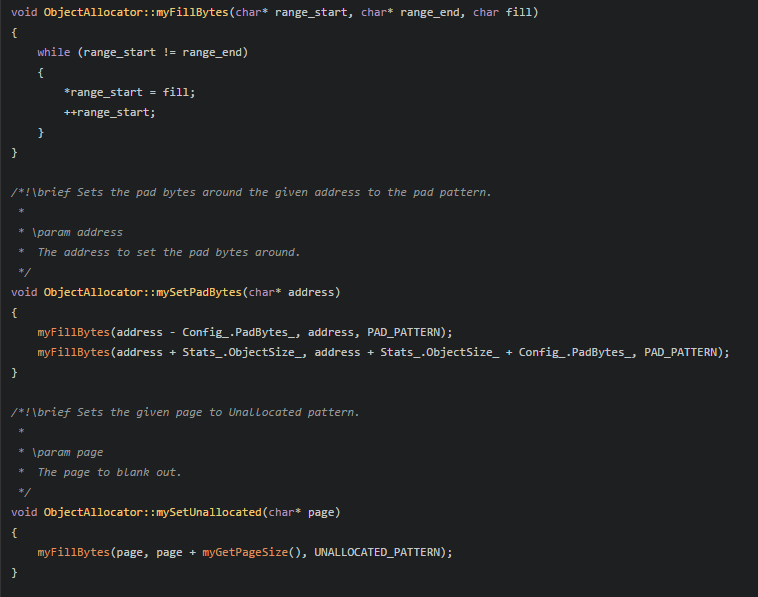 void ObjectAllocator::myFillBytes(char* range_start, char* range_end, char fill)
{
    while (range_start != range_end)
    {
        *range_start = fill;
        ++range_start;
    }
}

/*!\brief Sets the pad bytes around the given address to the pad pattern.
 *
 * \param address
 *  The address to set the pad bytes around.
 */
void ObjectAllocator::mySetPadBytes(char* address)
{
    myFillBytes(address - Config_.PadBytes_, address, PAD_PATTERN);
    myFillBytes(address + Stats_.ObjectSize_, address + Stats_.ObjectSize_ + Config_.PadBytes_, PAD_PATTERN);
}

/*!\brief Sets the given page to Unallocated pattern.
 *
 * \param page
 *  The page to blank out.
 */
void ObjectAllocator::mySetUnallocated(char* page)
{
    myFillBytes(page, page + myGetPageSize(), UNALLOCATED_PATTERN);
}